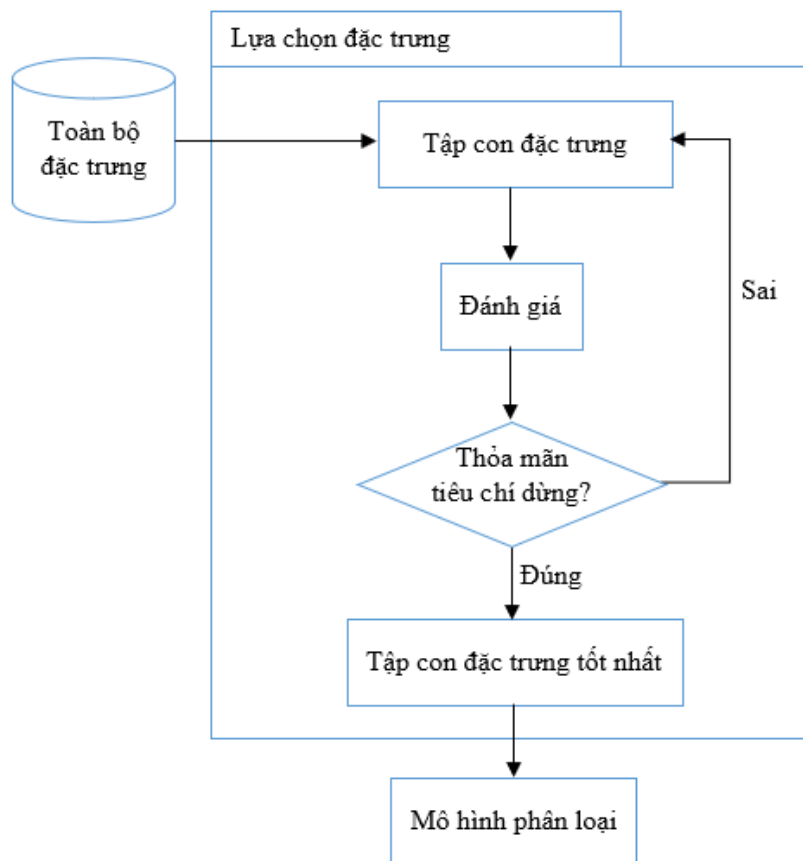 Lựa chọn đặc trưng
Toàn bộ
đặc trưng
Tập con đặc trưng
Đánh giá
Sai
Thỏa mãn
tiêu chí dừng?
Đúng
Tập con đặc trưng tốt nhất
Mô hình phân loại